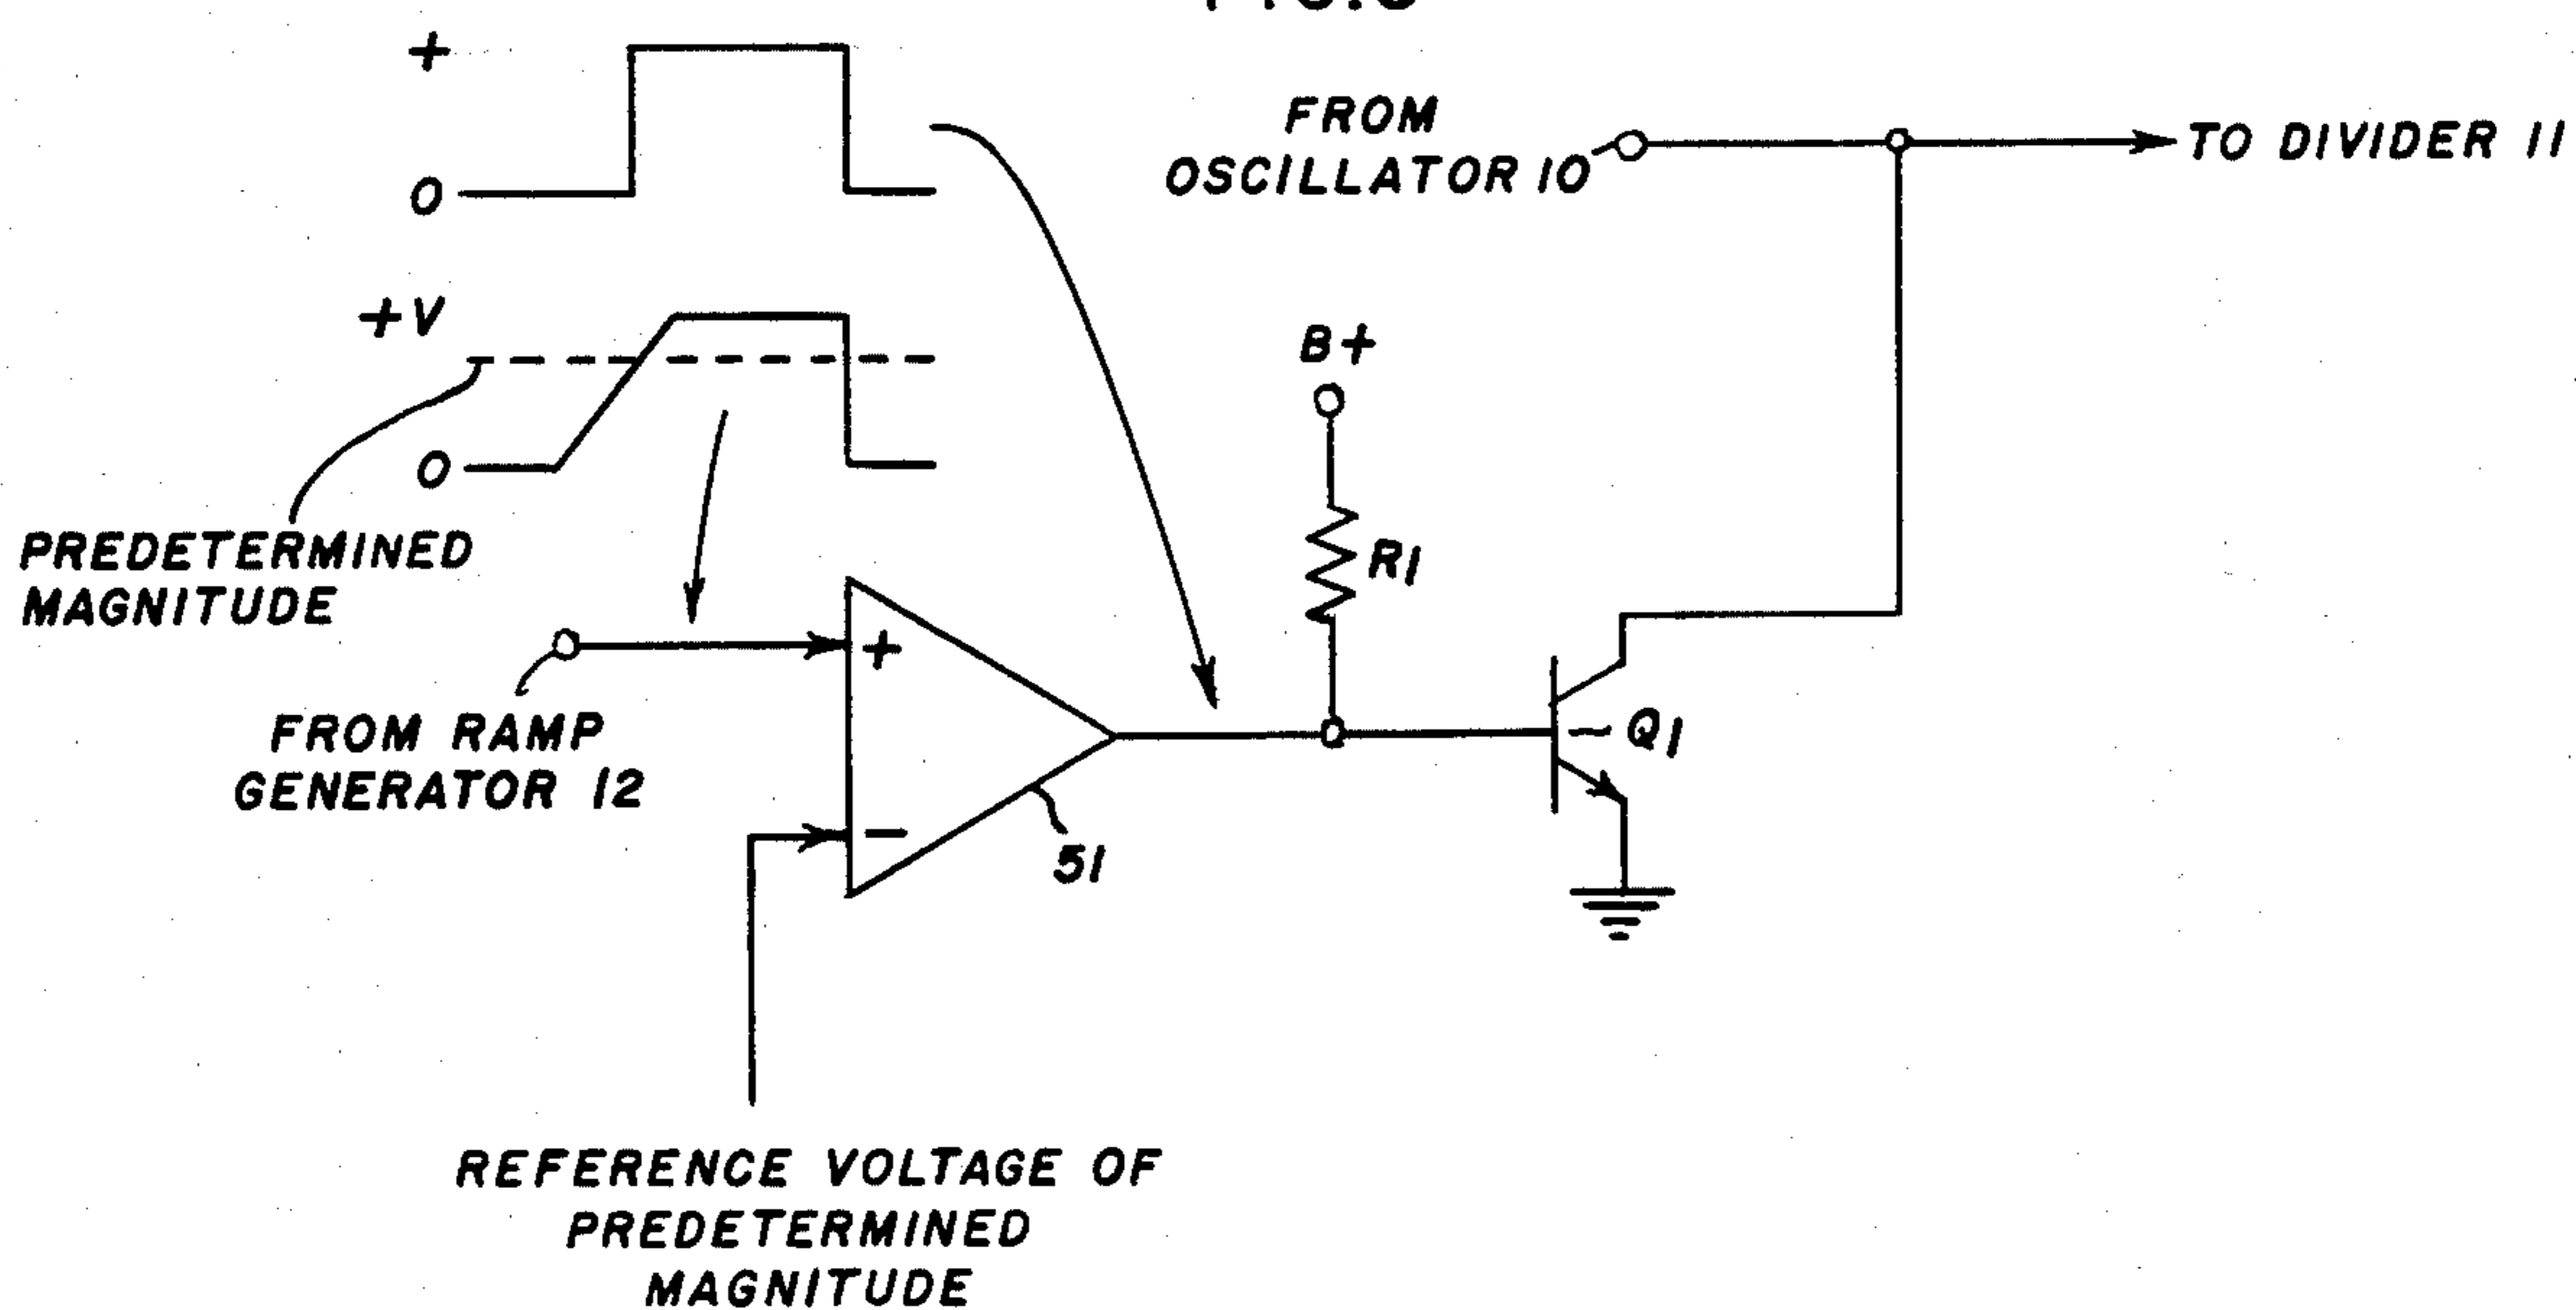 +
0
FROM
OSCILLATOR 10
TO DIVIDER 11
+V
0
B+
PREDETERMINED
MAGNITUDE
R1
+
FROM RAMP
GENERATOR 12
Q1
-
51
REFERENCE VOLTAGE OF
PREDETERMINED
MAGNITUDE